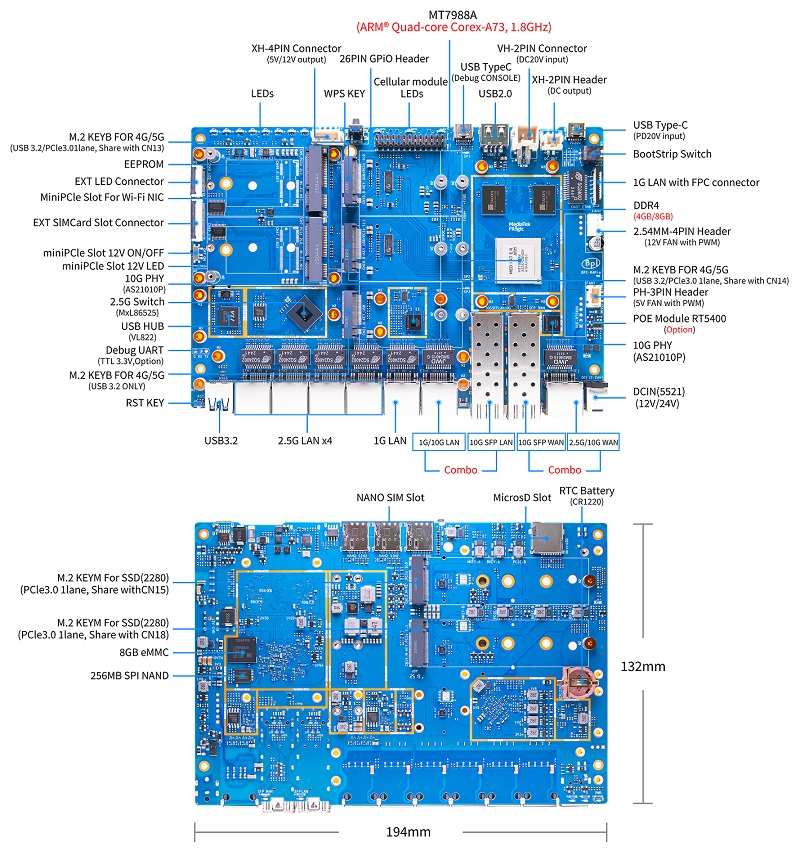 MT7988A
(ARM® Quad-core Corex-A73, 1.8GHz)
XH-4PIN Connector
(5V/12V output)
26PIN GPiO Header
VH-2PIN Connector
(DC20V input)
USB TypeC
(Debug CONSOLE)
XH-2PIN Header
(DC output)
LEDs
WPS KEY
Cellular module
LEDs
USB2.0
M.2 KEYB FOR 4G/5G
(USB 3.2/PCle3.01lane, Share with CN13)
EEPROM
EXT LED Connector
MiniPCle Slot For Wi-Fi NIC
EXT SIMCard Slot Connector
miniPCle Slot 12V ON/OFF
miniPCle Slot 12V LED
10G PHY
(AS21010P)
2.5G Switch
(MxL86525)
USB HUB
(VL822)
Debug UART
(TTL 3.3V,Option)
M.2 KEYB FOR 4G/5G
(USB 3.2 ONLY)
RST KEY
USB Type-C
(PD20V input)
BootStrip Switch
1G LAN with FPC connector
DDR4
(4GB/8GB)
2.54MM-4PIN Header
(12V FAN with PWM)
M.2 KEYB FOR 4G/5G
(USB 3.2/PCle3.0 1lane, Share with CN14)
PH-3PIN Header
(5V FAN with PWM)
POE Module RT5400
(Option)
10G PHY
(AS21010P)
DCIN(5521)
(12V/24V)
MediaTek
Filogic
USB3.2
2.5G LAN x4
1G LAN
1G/10G LAN
10G SFP LAN
10G SFP WAN
2.5G/10G WAN
Combo
Combo
NANO SIM Slot
MicrosD Slot
RTC Battery
(CR1220)
M.2 KEYM For SSD(2280)
(PCle3.0 1lane, Share withCN15)
M.2 KEYM For SSD(2280)
(PCle3.0 1lane, Share with CN18)
8GB eMMC
256MB SPI NAND
132mm
194mm